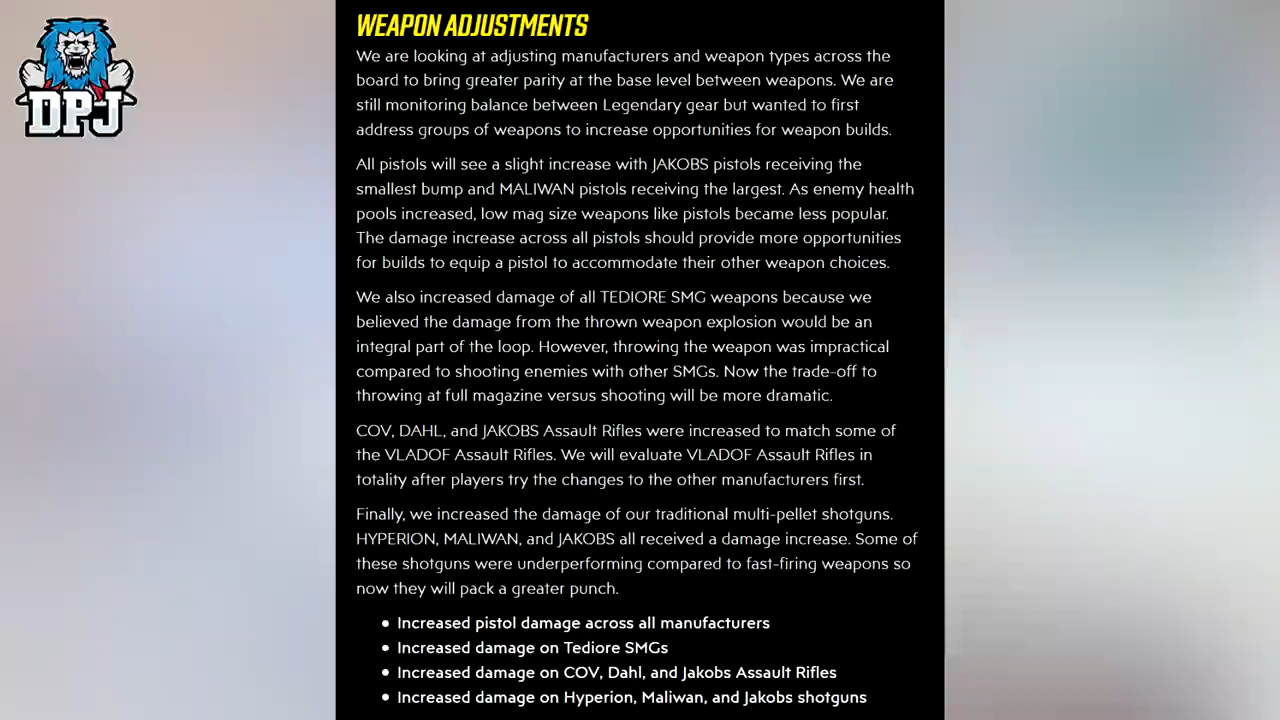 DPJ
WEAPON ADJUSTMENTS
We are looking at adjusting manufacturers and weapon types across the
board to bring greater parity at the base level between weapons. We are
still monitoring balance between Legendary gear but wanted to first
address groups of weapons to increase opportunities for weapon builds.
All pistols will see a slight increase with JAKOBS pistols receiving the
smallest bump and MALIWAN pistols receiving the largest. As enemy health
pools increased, low mag size weapons like pistols became less popular.
The damage increase across all pistols should provide more opportunities
for builds to equip a pistol to accommodate their other weapon choices.
We also increased damage of all TEDIORE SMG weapons because we
believed the damage from the thrown weapon explosion would be an
integral part of the loop. However, throwing the weapon was impractical
compared to shooting enemies with other SMGs. Now the trade-off to
throwing at full magazine versus shooting will be more dramatic.
COV, DAHL, and JAKOBS Assault Rifles were increased to match some of
the VLADOF Assault Rifles. We will evaluate VLADOF Assault Rifles in
totality after players try the changes to the other manufacturers first.
Finally, we increased the damage of our traditional multi-pellet shotguns.
HYPERION, MALIWAN, and JAKOBS all received a damage increase. Some of
these shotguns were underperforming compared to fast-firing weapons so
now they will pack a greater punch.
• Increased pistol damage across all manufacturers
• Increased damage on Tediore SMGs
• Increased damage on COV, Dahl, and Jakobs Assault Rifles
• Increased damage on Hyperion, Maliwan, and Jakobs shotguns